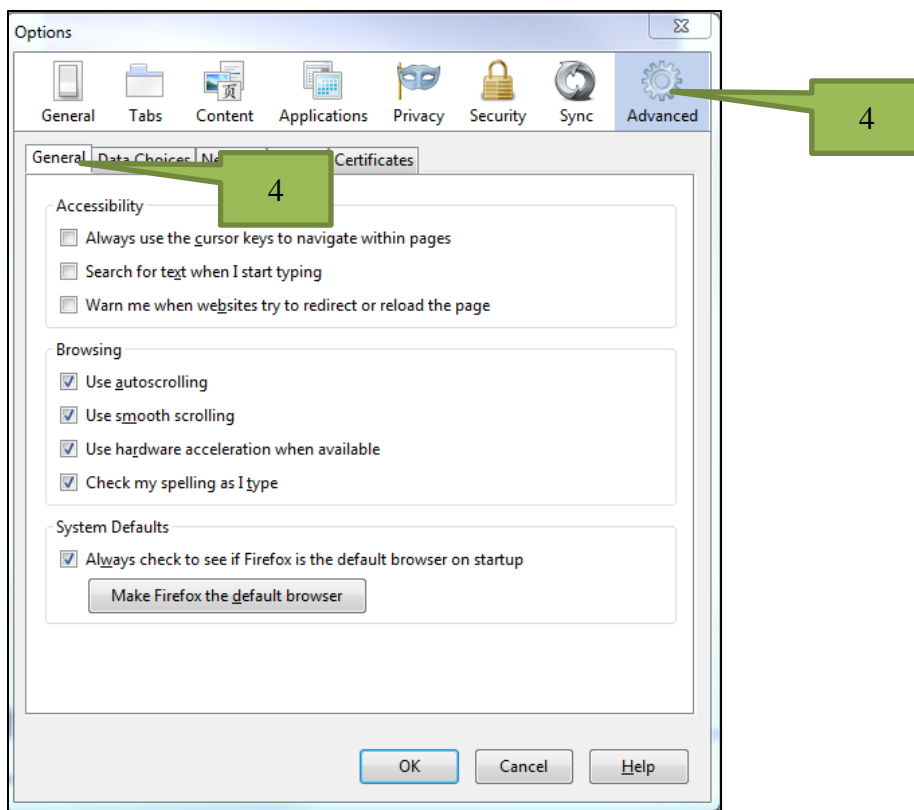 Options
页
General Tabs Content Applications Privacy Security Sync Advanced
4
General Data Choices Certificates
4
Accessibility
Always use the cursor keys to navigate within pages
Search for text when I start typing
Warn me when websites try to redirect or reload the page
Browsing
Use autoscrolling
Use smooth scrolling
Use hardware acceleration when available
Check my spelling as I type
System Defaults
Always check to see if Firefox is the default browser on startup
Make Firefox the default browser
OK Cancel Help